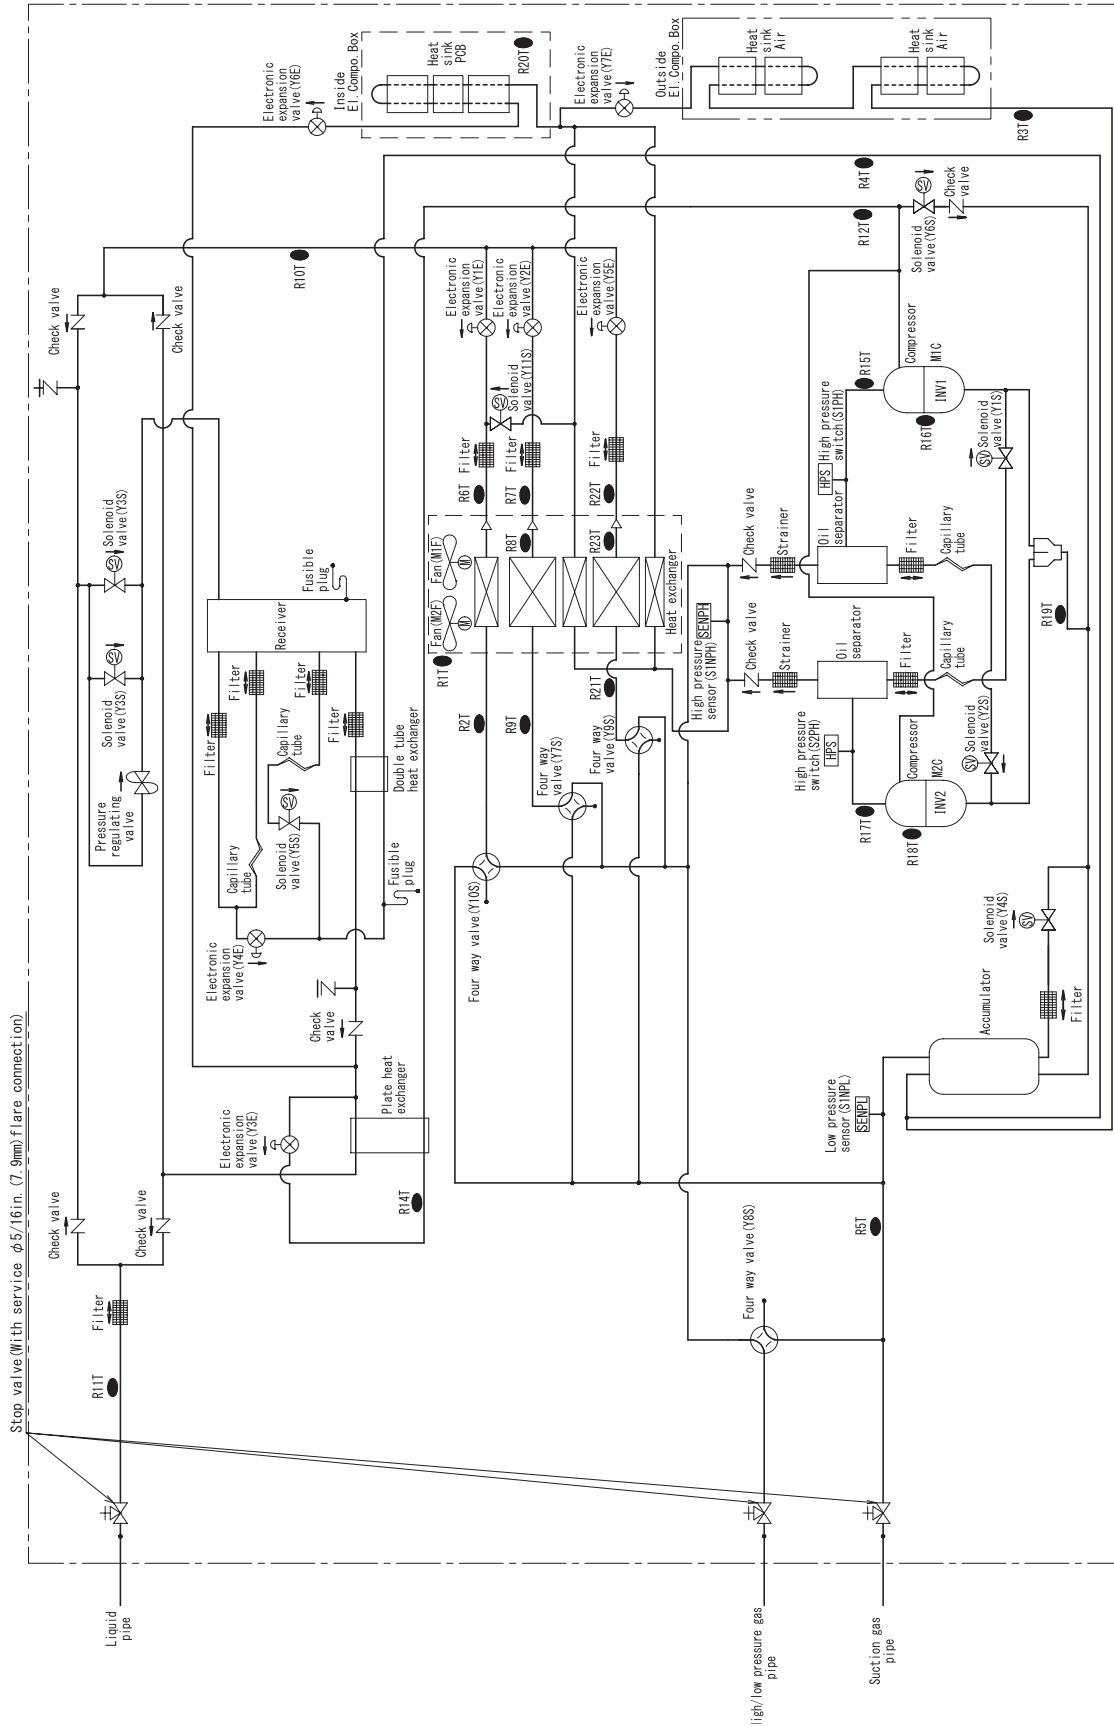 Stop valve(With service φ5/16in.(7.9mm)flare connection)
Liquid
pipe
R11T
Filter
Check valve
Check valve
Pressure
regulating
valve
Solenoid
valve(Y3S)
Solenoid
valve(Y3S)
SV
SV
Check valve
Check valve
Electronic
expansion
valve(Y3E)
Plate heat
exchanger
R14T
Check
valve
Electronic
expansion
valve(Y4E)
Capillary
tube
Solenoid
valve(Y5S)
SV
Capillary
tube
Filter
Filter
Filter
Filter
Fusible
plug
Double tube
heat exchanger
Receiver
Fusible
plug
R10T
Electronic
expansion
valve(Y6E)
Inside
El.Compo.Box
Heat
sink
PCB
R20T
Electronic
expansion
valve(Y7E)
Outside
El.Compo.Box
Heat
sink
Air
Heat
sink
Air
R3T
Four way valve(Y10S)
Four way
valve(Y7S)
Four way
valve(Y9S)
R1T
R2T
R9T
R21T
Fan(M2F)
Fan(M1F)
M
M
Heat exchanger
R8T
R23T
R6T
R7T
R22T
Filter
Filter
Filter
Solenoid
valve(Y11S)
SV
Electronic
expansion
valve(Y1E)
Electronic
expansion
valve(Y2E)
Electronic
expansion
valve(Y5E)
R4T
R12T
Solenoid
valve(Y6S)
SV
Check
valve
High pressure
sensor(S1NPH)
SENPH
Check valve
Check valve
Strainer
Strainer
Oil
separator
Oil
separator
Filter
Filter
Capillary
tube
Capillary
tube
High pressure
switch(S1PH)
HPS
High pressure
switch(S2PH)
HPS
R15T
R16T
Compressor
M1C
INV1
Solenoid
valve(Y1S)
SV
R17T
R18T
Compressor
M2C
INV2
Solenoid
valve(Y2S)
SV
R19T
Solenoid
valve(Y4S)
SV
Filter
Accumulator
Low pressure
sensor(S1NPL)
SENPL
R5T
Four way valve(Y8S)
High/low pressure gas
pipe
Suction gas
pipe